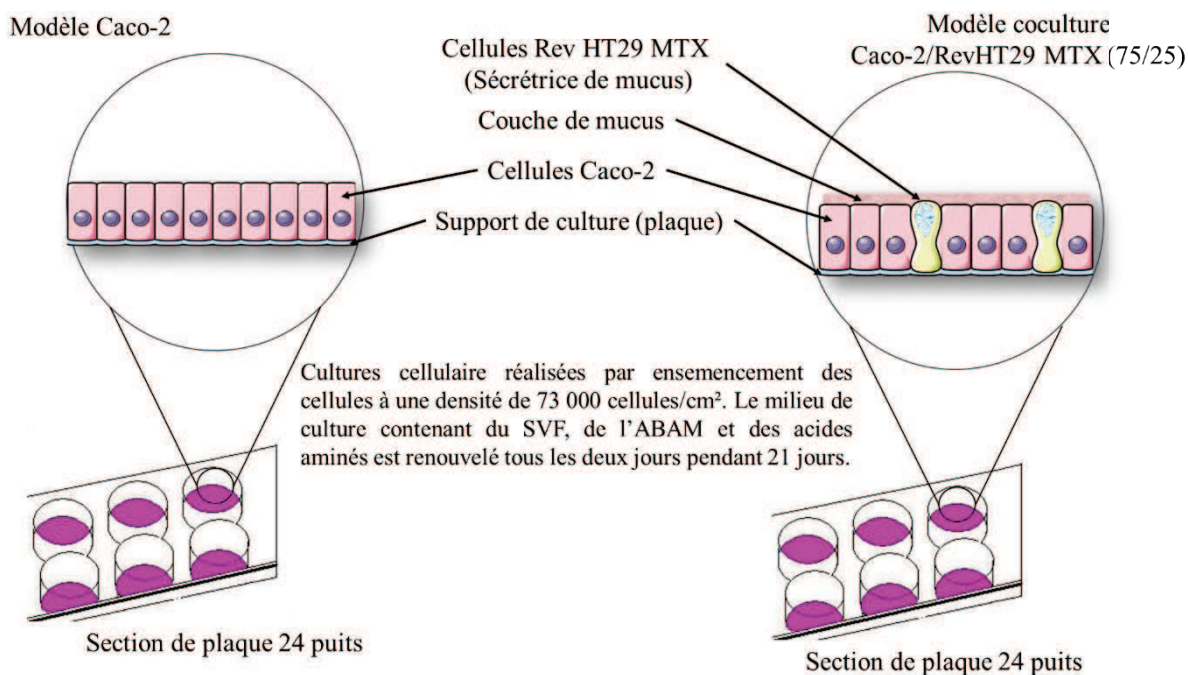 Modèle Caco-2
Cellules Rev HT29 MTX
(Sécrétrice de mucus)
Couche de mucus
Cellules Caco-2
Support de culture (plaque)
Modèle coculture
Caco-2/RevHT29 MTX (75/25)
Cultures cellulaire réalisées par ensemencement des
cellules à une densité de 73 000 cellules/cm². Le milieu de
culture contenant du SVF, de l'ABAM et des acides
aminés est renouvelé tous les deux jours pendant 21 jours.
Section de plaque 24 puits
Section de plaque 24 puits